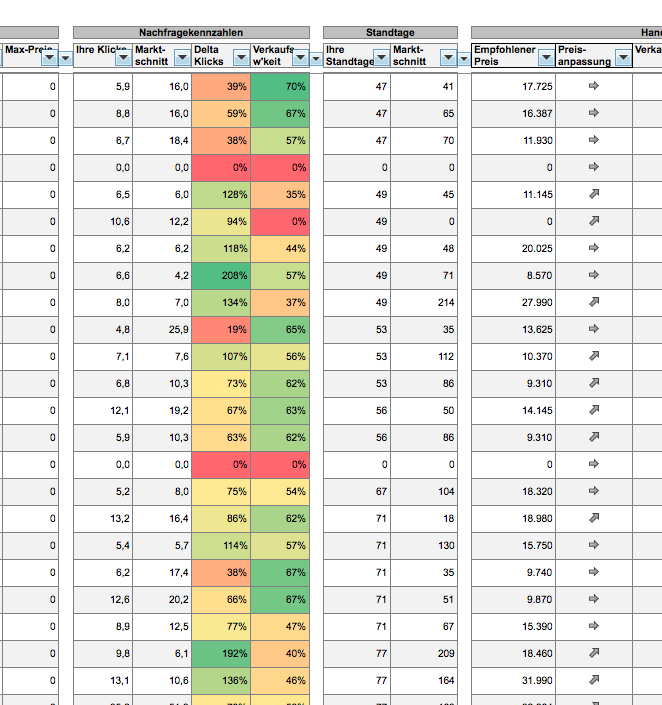 Nachfragekennzahlen Standtage
Max-Preis Ihre Klicks Markt- Delta Verkaufs Ihre Markt- Empfohlener Preis- Verka
schnitt Klicks w'keit Standtage schnitt Preis anpassung
0 5,9 16,0 39% 70% 47 41 17.725
0 8,8 16,0 59% 67% 47 65 16.387
0 6,7 18,4 38% 57% 47 70 11.930
0 0,0 0,0 0% 0% 0 0 0
0 6,5 6,0 128% 35% 49 45 11.145
0 10,6 12,2 94% 0% 49 0 0
0 6,2 6,2 118% 44% 49 48 20.025
0 6,6 4,2 208% 57% 49 71 8.570
0 8,0 7,0 134% 37% 49 214 27.990
0 4,8 25,9 19% 65% 53 35 13.625
0 7,1 7,6 107% 56% 53 112 10.370
0 6,8 10,3 73% 62% 53 86 9.310
0 12,1 19,2 67% 63% 56 50 14.145
0 5,9 10,3 63% 62% 56 86 9.310
0 0,0 0,0 0% 0% 0 0 0
0 5,2 8,0 75% 54% 67 104 18.320
0 13,2 16,4 86% 62% 71 18 18.980
0 5,4 5,7 114% 57% 71 130 15.750
0 6,2 17,4 38% 67% 71 35 9.740
0 12,6 20,2 66% 67% 71 51 9.870
0 8,9 12,5 77% 47% 71 67 15.390
0 9,8 6,1 192% 40% 77 209 18.460
0 13,1 10,6 136% 46% 77 164 31.990